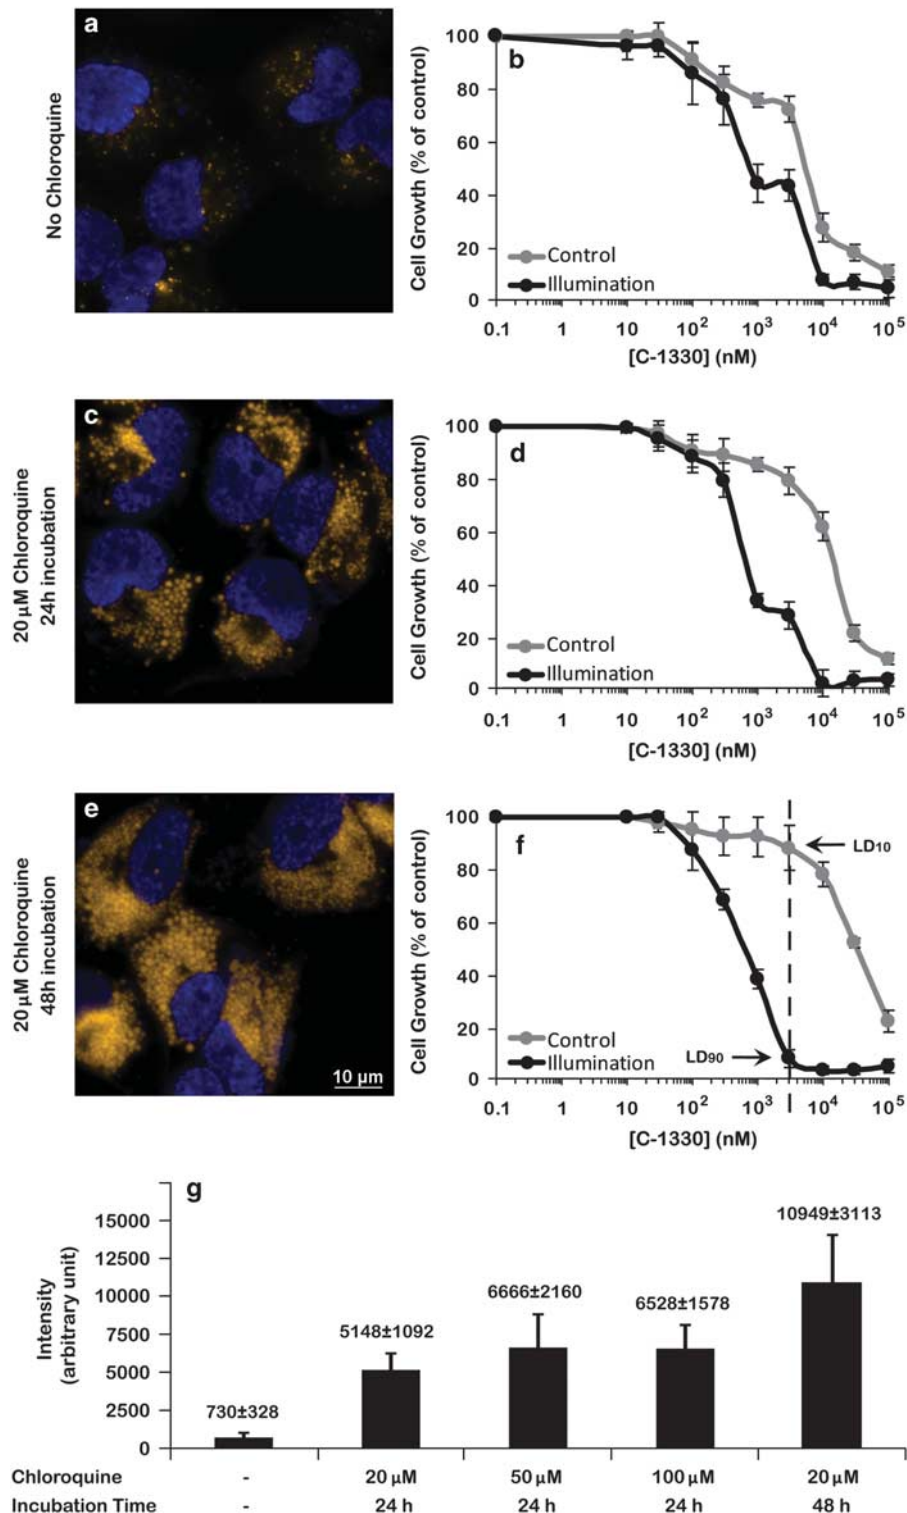 a
No Chloroquine
b
Cell Growth (% of control)
100
80
60
40
20
0
Control
Illumination
0.1 1 10 10² 10³ 10⁴ 10⁵
[C-1330] (nM)
c
20µM Chloroquine
24h incubation
d
Cell Growth (% of control)
100
80
60
40
20
0
Control
Illumination
0.1 1 10 10² 10³ 10⁴ 10⁵
[C-1330] (nM)
e
20µM Chloroquine
48h incubation
10 µm
f
Cell Growth (% of control)
100
80
60
40
20
0
LD10
LD90
Control
Illumination
0.1 1 10 10² 10³ 10⁴ 10⁵
[C-1330] (nM)
g
Intensity
(arbitrary unit)
15000
12500
10000
7500
5000
2500
0
730±328
5148±1092
6666±2160
6528±1578
10949±3113
Chloroquine - 20 µM 50 µM 100 µM 20 µM
Incubation Time - 24 h 24 h 24 h 48 h